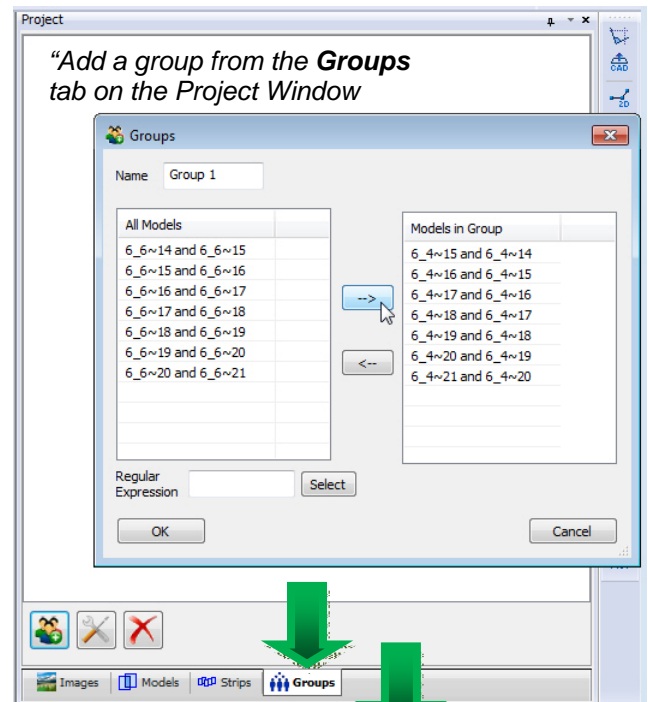 Project
“Add a group from the Groups
tab on the Project Window
CAD
2D
Groups
Name Group 1
All Models
6_6~14 and 6_6~15
6_6~15 and 6_6~16
6_6~16 and 6_6~17
6_6~17 and 6_6~18
6_6~18 and 6_6~19
6_6~19 and 6_6~20
6_6~20 and 6_6~21
-->
<--
Models in Group
6_4~15 and 6_4~14
6_4~16 and 6_4~15
6_4~17 and 6_4~16
6_4~18 and 6_4~17
6_4~19 and 6_4~18
6_4~20 and 6_4~19
6_4~21 and 6_4~20
Regular
Expression
Select
OK
Cancel
Images Models Strips Groups